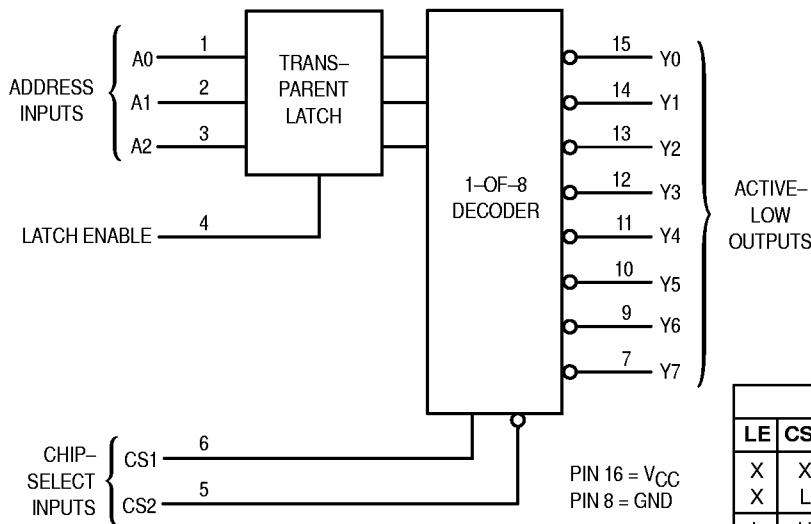 ADDRESS
INPUTS
A0 1
A1 2
A2 3
TRANS–
PARENT
LATCH
LATCH ENABLE 4
1–OF–8
DECODER
15 Y0
14 Y1
13 Y2
12 Y3
11 Y4
10 Y5
9 Y6
7 Y7
ACTIVE–
LOW
OUTPUTS
CHIP–
SELECT
INPUTS
CS1 6
CS2 5
PIN 16 = VCC
PIN 8 = GND
LE CS
X X
X L